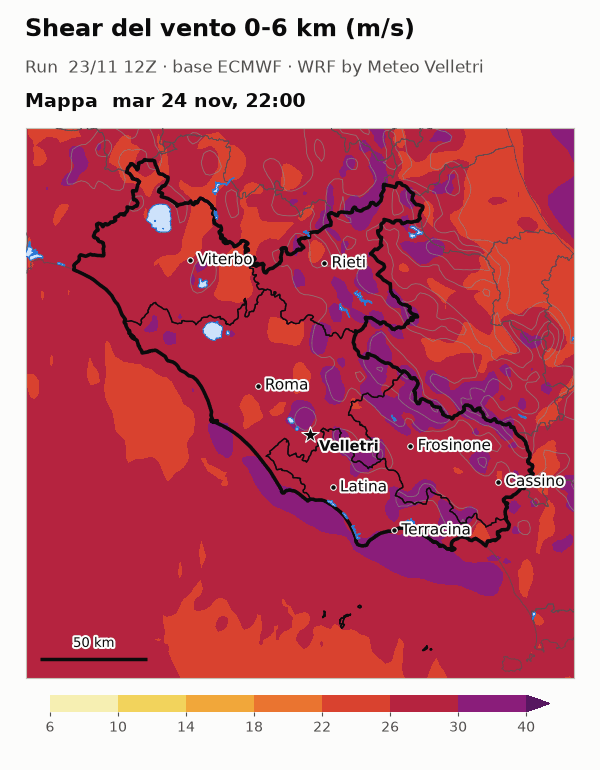 Shear del vento 0-6 km (m/s)
Run  23/11 12Z · base ECMWF · WRF by Meteo Velletri
Mappa  mar 24 nov, 22:00
Viterbo
Rieti
Roma
Velletri
Frosinone
Cassino
Latina
Terracina
50 km
6 10 14 18 22 26 30 40